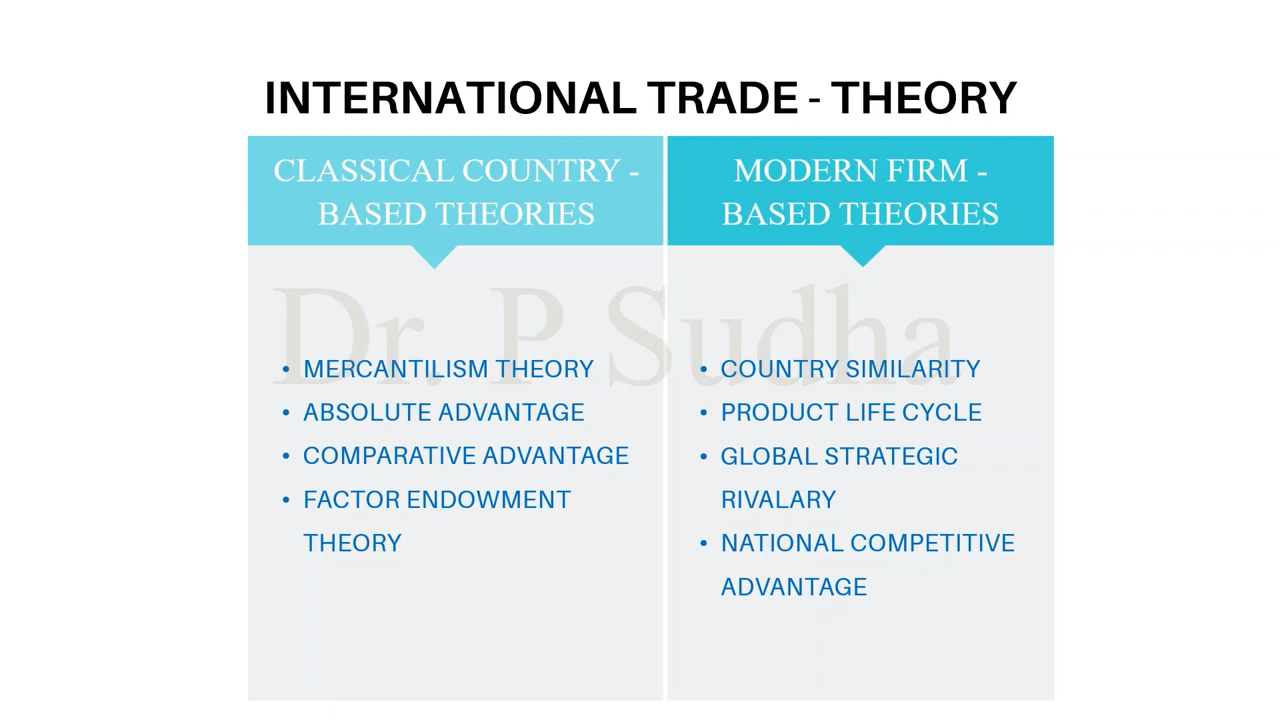 INTERNATIONAL TRADE - THEORY
CLASSICAL COUNTRY -
BASED THEORIES
• MERCANTILISM THEORY
• ABSOLUTE ADVANTAGE
• COMPARATIVE ADVANTAGE
• FACTOR ENDOWMENT
THEORY
MODERN FIRM -
BASED THEORIES
• COUNTRY SIMILARITY
• PRODUCT LIFE CYCLE
• GLOBAL STRATEGIC
RIVALARY
• NATIONAL COMPETITIVE
ADVANTAGE
Dr. P Sudha